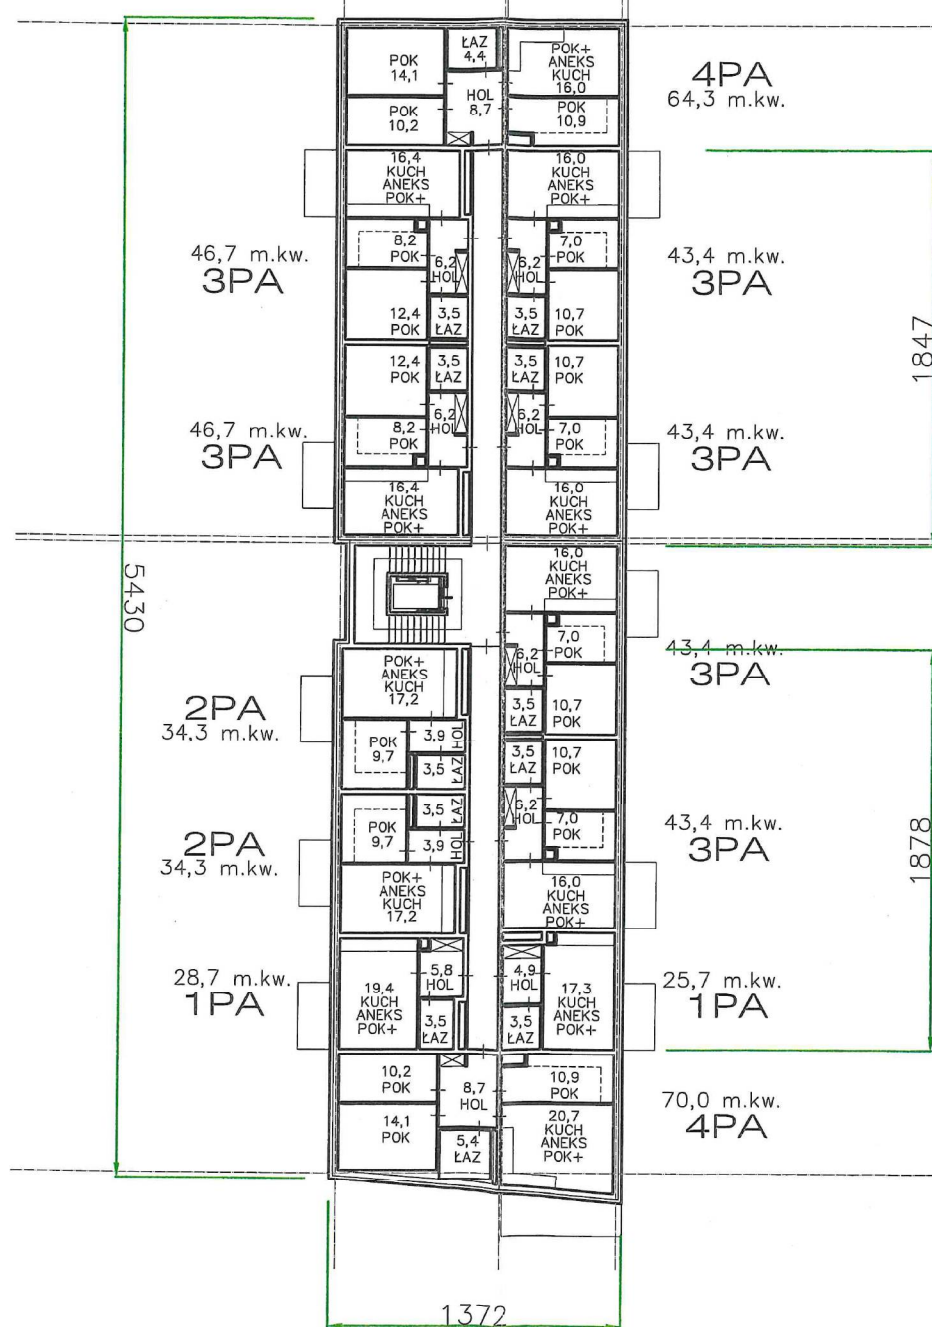 ŁAZ
4,4
POK
14,1
POK+
ANEKS
KUCH
16,0
4PA
64,3 m.kw.
HOL
8,7
POK
10,2
POK
10,9
16,4
KUCH
ANEKS
POK+
16,0
KUCH
ANEKS
POK+
46,7 m.kw.
3PA
8,2
POK
6,2
HOL
6,2
HOL
7,0
POK
43,4 m.kw.
3PA
12,4
POK
3,5
ŁAZ
3,5
ŁAZ
10,7
POK
1847
12,4
POK
3,5
ŁAZ
3,5
ŁAZ
10,7
POK
46,7 m.kw.
3PA
8,2
POK
6,2
HOL
6,2
HOL
7,0
POK
43,4 m.kw.
3PA
16,4
KUCH
ANEKS
POK+
16,0
KUCH
ANEKS
POK+
5430
16,0
KUCH
ANEKS
POK+
6,2
HOL
7,0
POK
43,4 m.kw.
3PA
POK+
ANEKS
KUCH
17,2
2PA
34,3 m.kw.
3,5
ŁAZ
10,7
POK
POK
9,7
3,9
HOL
3,5
ŁAZ
3,5
ŁAZ
10,7
POK
2PA
34,3 m.kw.
POK
9,7
3,5
ŁAZ
3,9
HOL
6,2
HOL
7,0
POK
43,4 m.kw.
3PA
1878
POK+
ANEKS
KUCH
17,2
16,0
KUCH
ANEKS
POK+
28,7 m.kw.
1PA
19,4
KUCH
ANEKS
POK+
5,8
HOL
3,5
ŁAZ
4,9
HOL
3,5
ŁAZ
17,3
KUCH
ANEKS
POK+
25,7 m.kw.
1PA
10,2
POK
8,7
HOL
10,9
POK
70,0 m.kw.
4PA
14,1
POK
5,4
ŁAZ
20,7
KUCH
ANEKS
POK+
1372